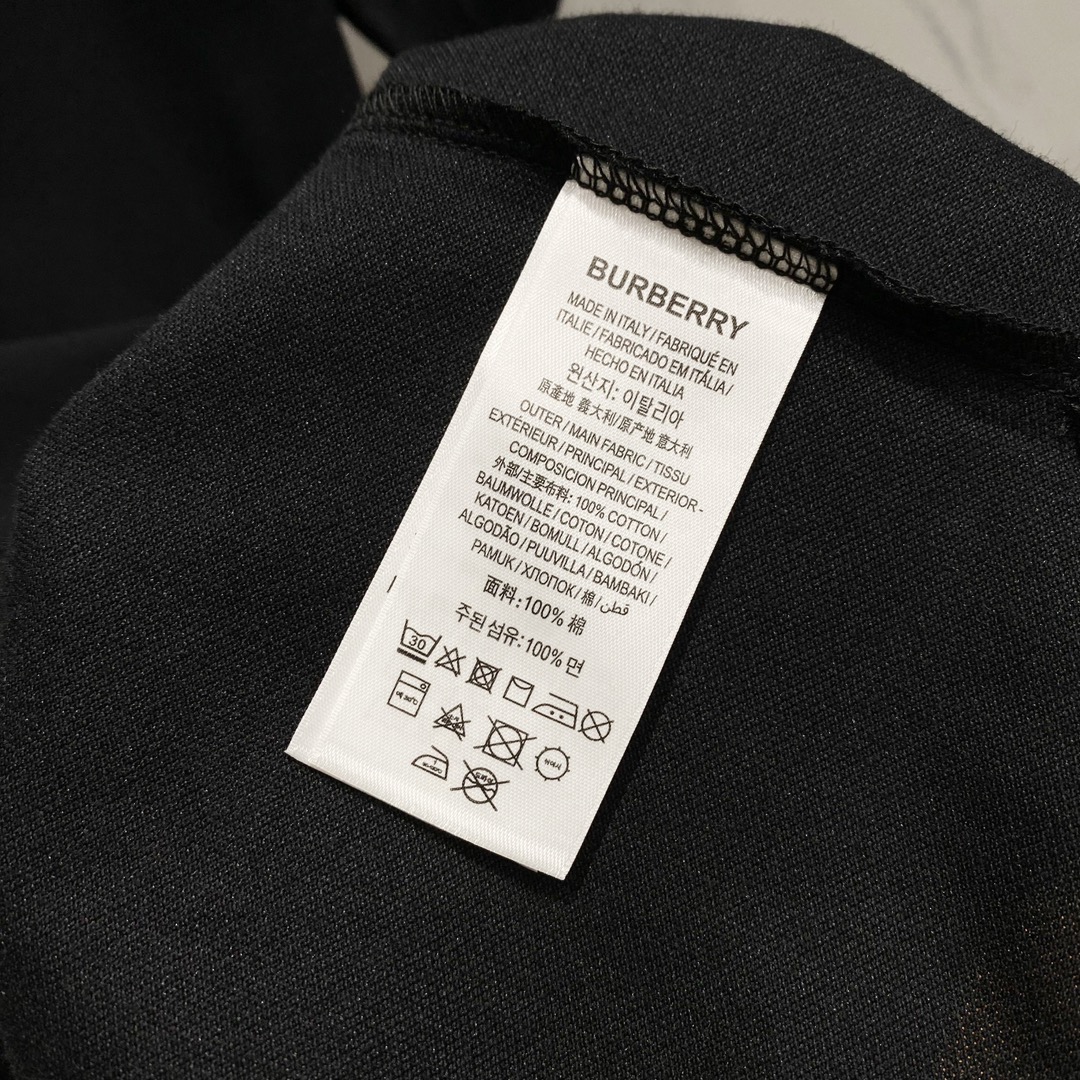 BURBERRY
MADE IN ITALY / FABRIQUÉ EN
ITALIE / FABRICADO EM ITÁLIA /
HECHO EN ITALIA
원산지: 이탈리아
原產地 義大利/原产地 意大利
OUTER / MAIN FABRIC / TISSU
EXTÉRIEUR / PRINCIPAL / EXTERIOR -
COMPOSICION PRINCIPAL /
外部/主要布料: 100% COTTON /
BAUMWOLLE / COTON / COTONE /
KATOEN / BOMULL / ALGODÓN /
ALGODÃO / PUUVILLA / BAMBAKI /
PAMUK / ХЛОПОК / 棉 / قطن
面料: 100% 棉
주된 섬유: 100% 면
30